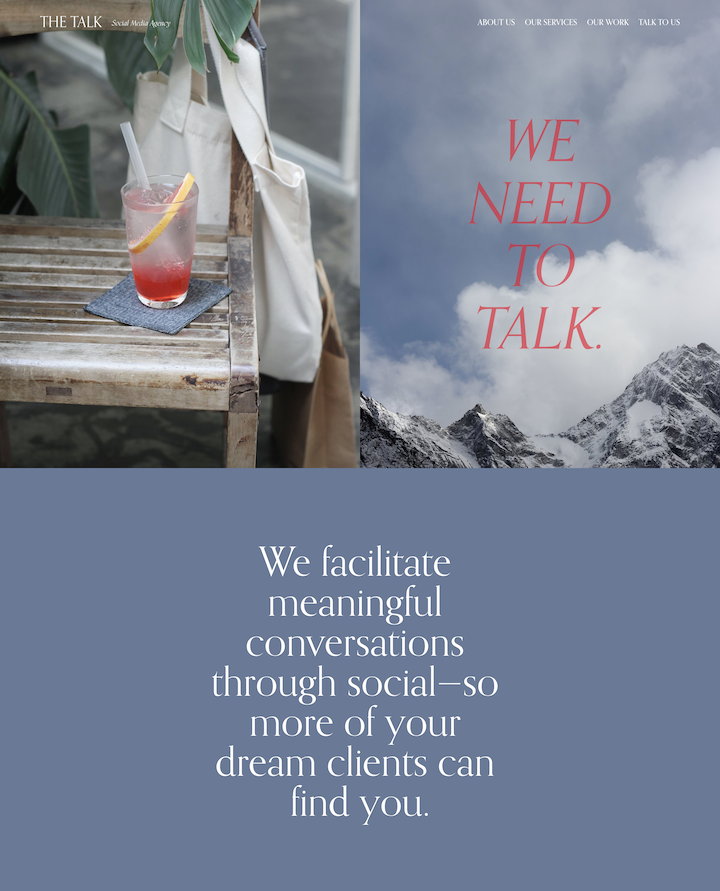 THE TALK Social Media Agency
ABOUT US OUR SERVICES OUR WORK TALK TO US
WE
NEED
TO
TALK.
We facilitate
meaningful
conversations
through social—so
more of your
dream clients can
find you.